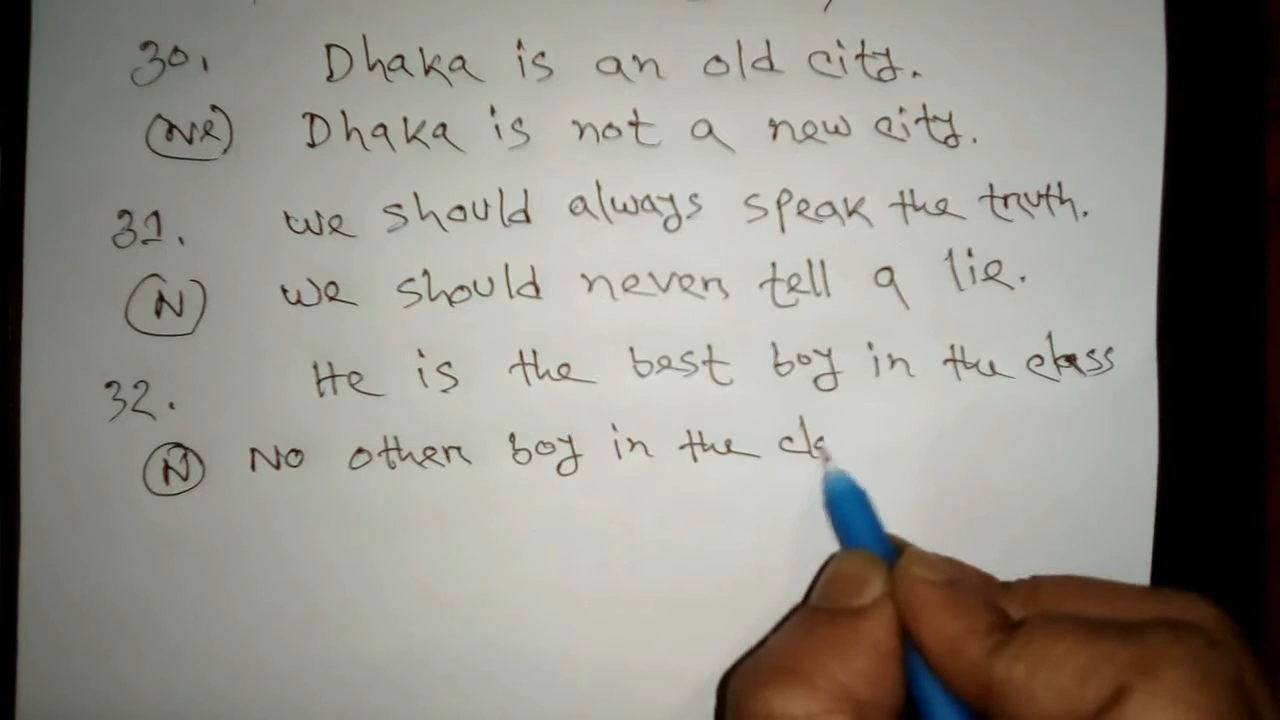 30. Dhaka is an old city.
(Ne) Dhaka is not a new city.
31. We should always speak the truth.
(N) We should never tell a lie.
32. He is the best boy in the class
(N) No other boy in the cla